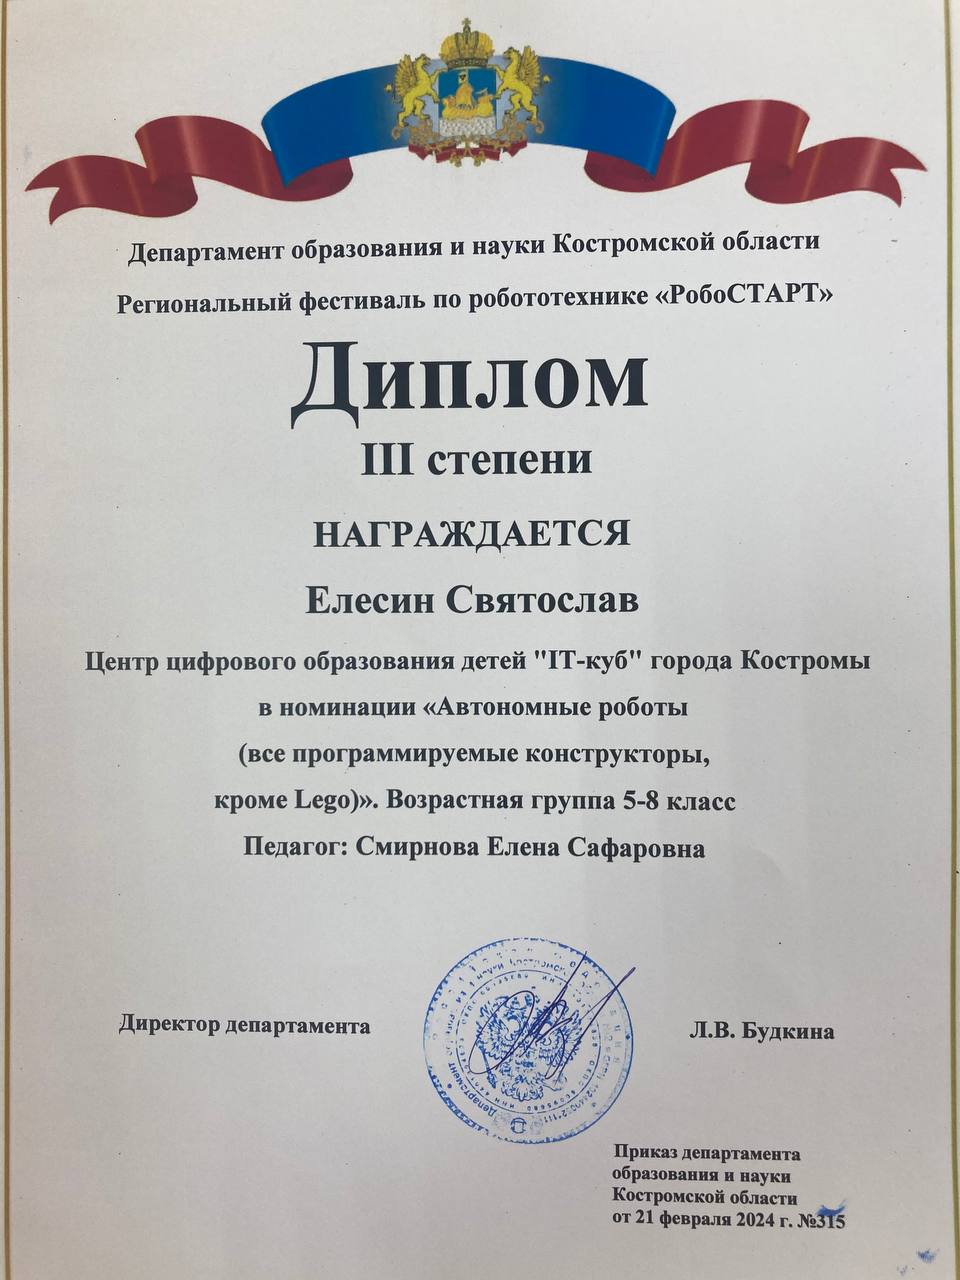 Департамент образования и науки Костромской области
Региональный фестиваль по робототехнике «РобоСТАРТ»
Диплом
III степени
НАГРАЖДАЕТСЯ
Елесин Святослав
Центр цифрового образования детей "IT-куб" города Костромы
в номинации «Автономные роботы
(все программируемые конструкторы,
кроме Lego)». Возрастная группа 5-8 класс
Педагог: Смирнова Елена Сафаровна
Директор департамента
Л.В. Будкина
Приказ департамента
образования и науки
Костромской области
от 21 февраля 2024 г. №315